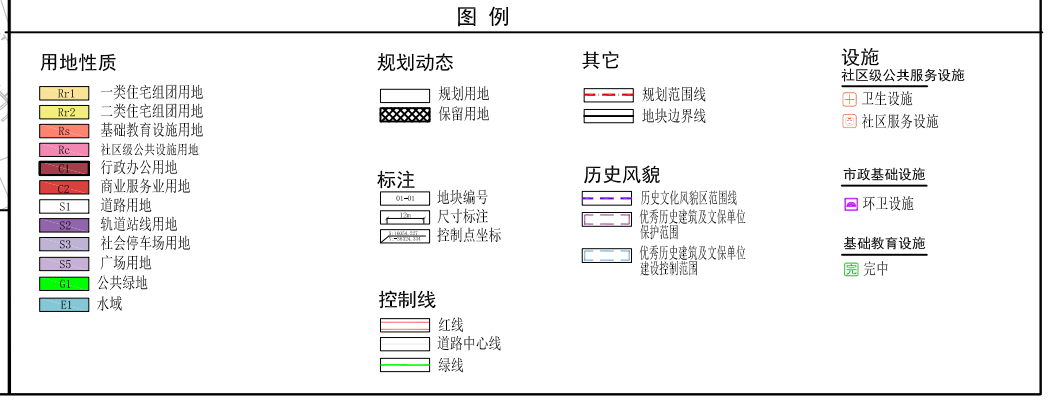 图 例
用地性质
Rr1 一类住宅组团用地
Rr2 二类住宅组团用地
Rs 基础教育设施用地
Rc 社区级公共设施用地
C1 行政办公用地
C2 商业服务业用地
S1 道路用地
S2 轨道站线用地
S3 社会停车场用地
S5 广场用地
G1 公共绿地
E1 水域
规划动态
规划用地
保留用地
标注
01-01 地块编号
12m 尺寸标注
控制点坐标
控制线
红线
道路中心线
绿线
其它
规划范围线
地块边界线
历史风貌
历史文化风貌区范围线
优秀历史建筑及文保单位
保护范围
优秀历史建筑及文保单位
建设控制范围
设施
社区级公共服务设施
卫生设施
社区服务设施
市政基础设施
环卫设施
基础教育设施
完 完中